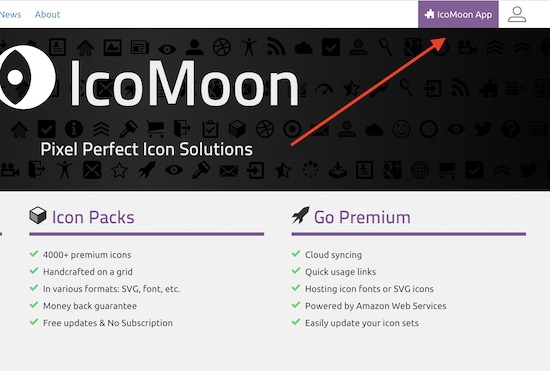 News About
IcoMoon App
IcoMoon
Pixel Perfect Icon Solutions
Icon Packs
4000+ premium icons
Handcrafted on a grid
In various formats: SVG, font, etc.
Money back guarantee
Free updates & No Subscription
Go Premium
Cloud syncing
Quick usage links
Hosting icon fonts or SVG icons
Powered by Amazon Web Services
Easily update your icon sets